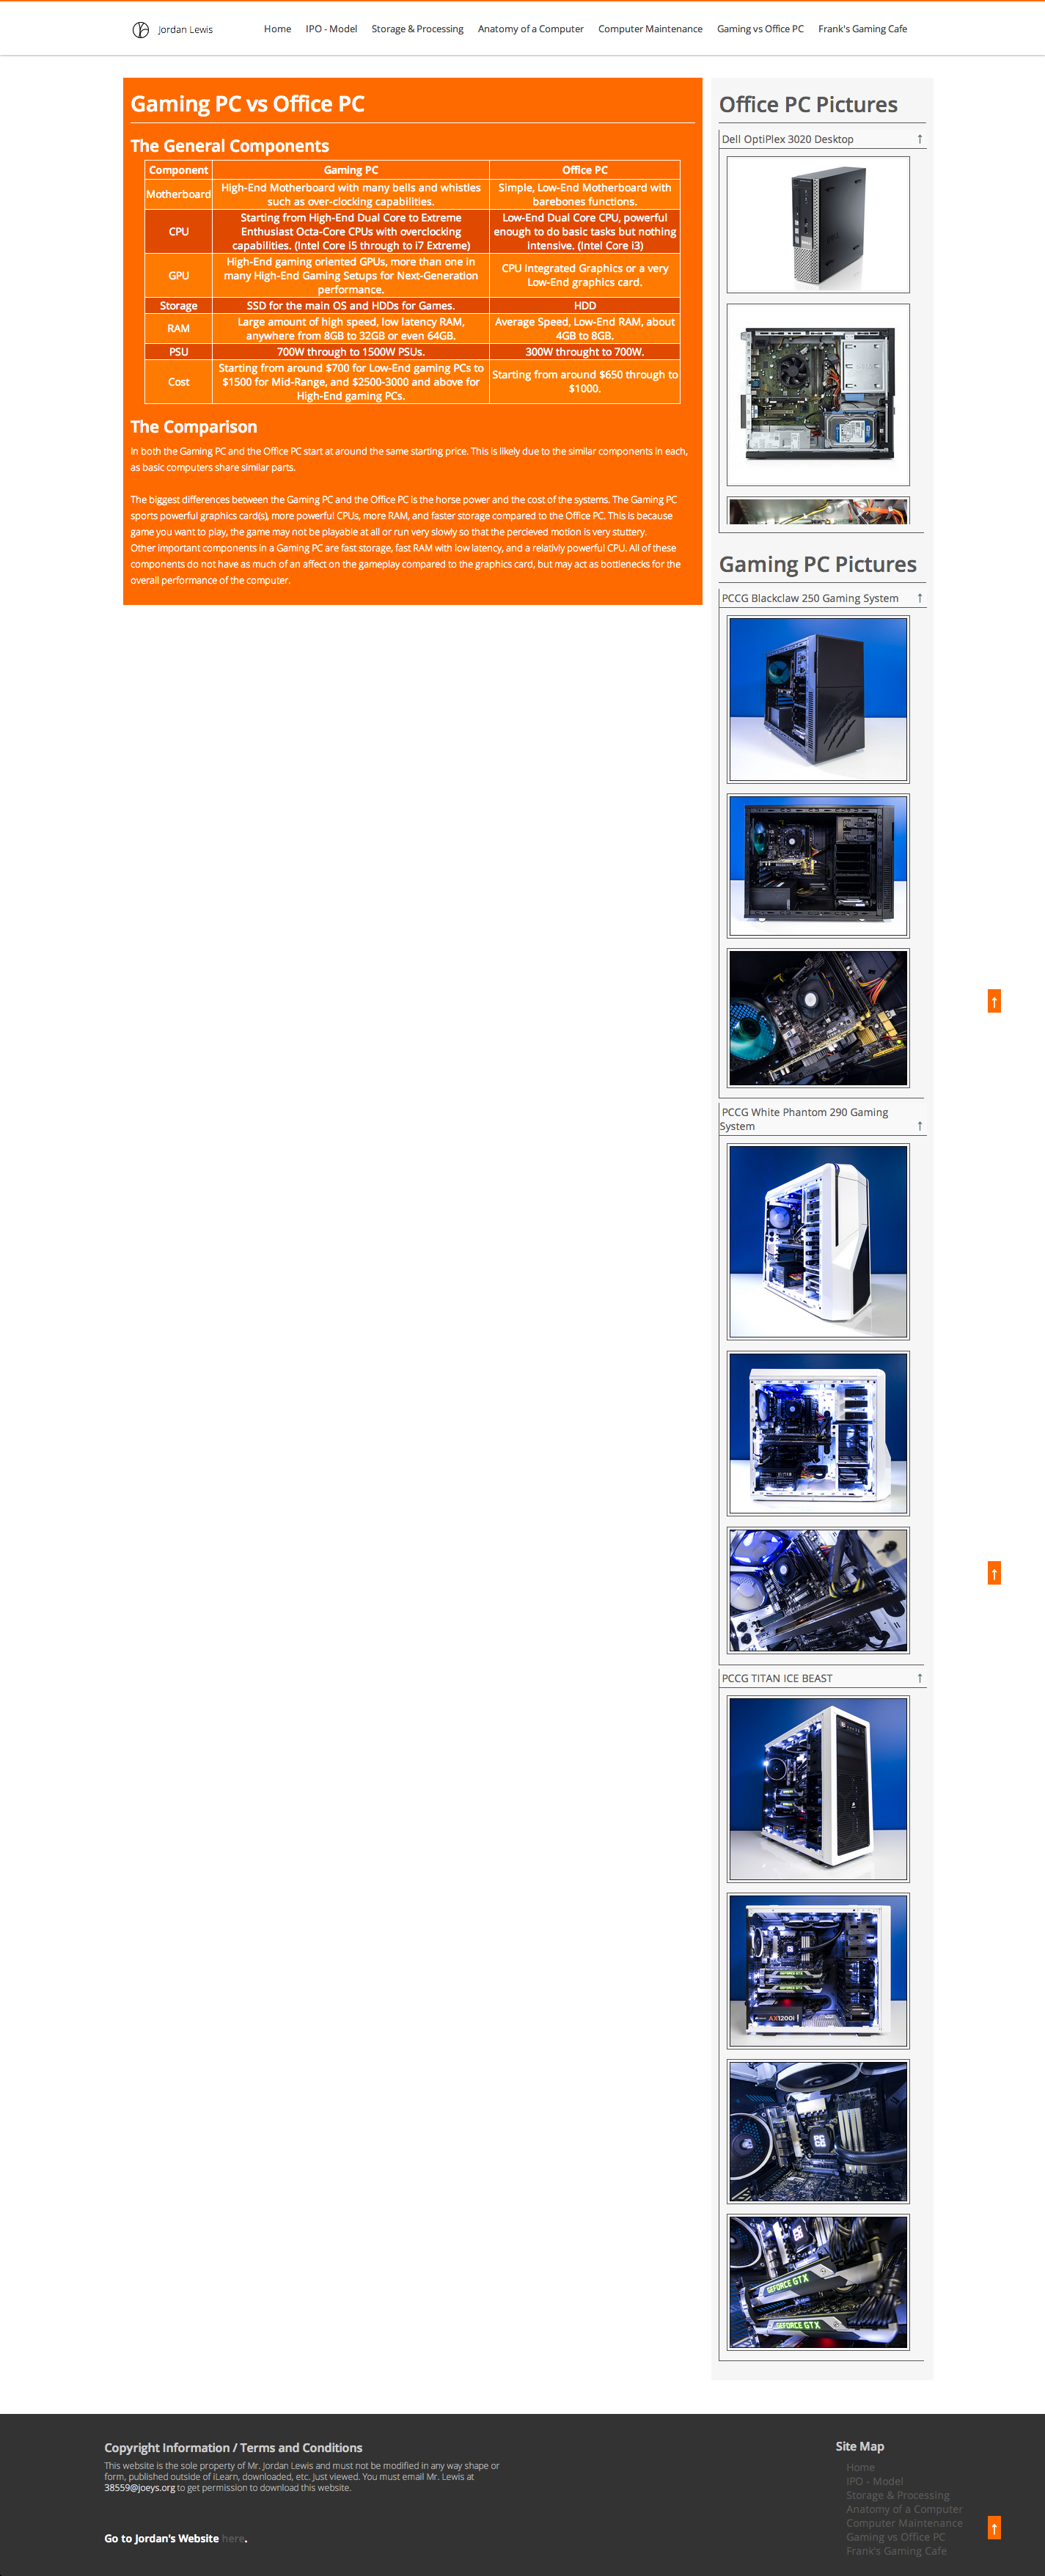 Jordan Lewis
Home
IPO - Model
Storage & Processing
Anatomy of a Computer
Computer Maintenance
Gaming vs Office PC
Frank's Gaming Cafe
Gaming PC vs Office PC
The General Components
Component
Gaming PC
Office PC
Motherboard
High-End Motherboard with many bells and whistles
such as over-clocking capabilities.
Simple, Low-End Motherboard with
barebones functions.
CPU
Starting from High-End Dual Core to Extreme
Enthusiast Octa-Core CPUs with overclocking
capabilities. (Intel Core i5 through to i7 Extreme)
Low-End Dual Core CPU, powerful
enough to do basic tasks but nothing
intensive. (Intel Core i3)
GPU
High-End gaming oriented GPUs, more than one in
many High-End Gaming Setups for Next-Generation
performance.
CPU Integrated Graphics or a very
Low-End graphics card.
Storage
SSD for the main OS and HDDs for Games.
HDD
RAM
Large amount of high speed, low latency RAM,
anywhere from 8GB to 32GB or even 64GB.
Average Speed, Low-End RAM, about
4GB to 8GB.
PSU
700W through to 1500W PSUs.
300W throught to 700W.
Cost
Starting from around $700 for Low-End gaming PCs to
$1500 for Mid-Range, and $2500-3000 and above for
High-End gaming PCs.
Starting from around $650 through to
$1000.
The Comparison
In both the Gaming PC and the Office PC start at around the same starting price. This is likely due to the similar components in each,
as basic computers share similar parts.
The biggest differences between the Gaming PC and the Office PC is the horse power and the cost of the systems. The Gaming PC
sports powerful graphics card(s), more powerful CPUs, more RAM, and faster storage compared to the Office PC. This is because
game you want to play, the game may not be playable at all or run very slowly so that the percieved motion is very stuttery.
Other important components in a Gaming PC are fast storage, fast RAM with low latency, and a relativly powerful CPU. All of these
components do not have as much of an affect on the gameplay compared to the graphics card, but may act as bottlenecks for the
overall performance of the computer.
Office PC Pictures
Dell OptiPlex 3020 Desktop ↑
Gaming PC Pictures
PCCG Blackclaw 250 Gaming System ↑
↑
PCCG White Phantom 290 Gaming
System ↑
↑
PCCG TITAN ICE BEAST ↑
GEFORCE GTX
GEFORCE GTX
AX1200i
PC
CG
GEFORCE GTX
GEFORCE GTX
Copyright Information / Terms and Conditions
This website is the sole property of Mr. Jordan Lewis and must not be modified in any way shape or
form, published outside of iLearn, downloaded, etc. Just viewed. You must email Mr. Lewis at
38559@joeys.org to get permission to download this website.
Go to Jordan's Website here.
Site Map
Home
IPO - Model
Storage & Processing
Anatomy of a Computer
Computer Maintenance
Gaming vs Office PC
Frank's Gaming Cafe
↑